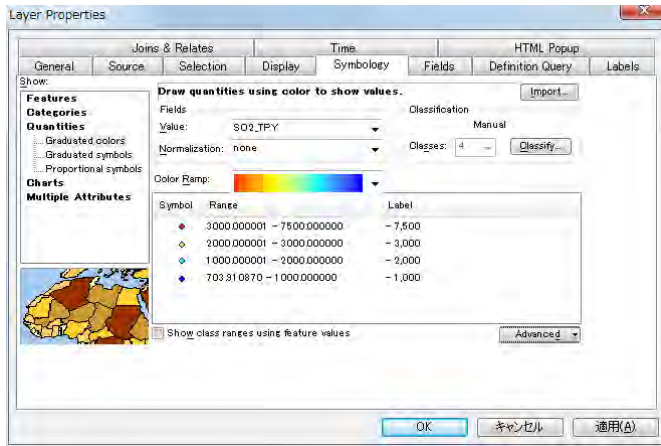 Layer Properties
Joins & Relates Time HTML Popup
General Source Selection Display Symbology Fields Definition Query Labels
Show:
Features
Categories
Quantities
Graduated colors
Graduated symbols
Proportional symbols
Charts
Multiple Attributes
Draw quantities using color to show values.
Import...
Fields
Value: SO2_TPY
Normalization: none
Classification
Manual
Classes: 4 Classify...
Color Ramp:
Symbol Range Label
3000.000001 - 7500.000000 - 7,500
2000.000001 - 3000.000000 - 3,000
1000.000001 - 2000.000000 - 2,000
703.910870 - 1000.000000 - 1,000
Show class ranges using feature values
Advanced
OK キャンセル 適用(A)